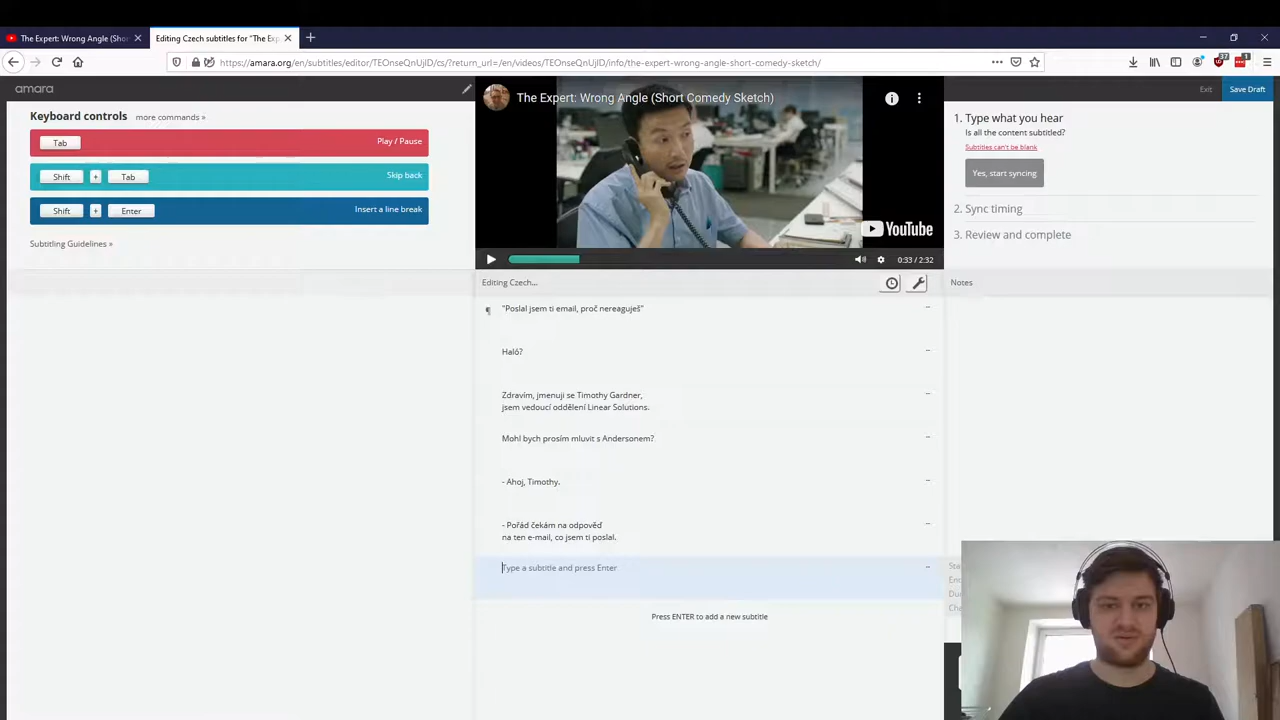 The Expert: Wrong Angle (Shor
Editing Czech subtitles for "The Exp
https://amara.org/en/subtitles/editor/TEOnseQnUjID/cs/?return_url=/en/videos/TEOnseQnUjID/info/the-expert-wrong-angle-short-comedy-sketch/
37
1
amara
Exit
Save Draft
Keyboard controls
more commands »
Tab
Play / Pause
Shift
+
Tab
Skip back
Shift
+
Enter
Insert a line break
Subtitling Guidelines »
The Expert: Wrong Angle (Short Comedy Sketch)
YouTube
0:33 / 2:32
1. Type what you hear
Is all the content subtitled?
Subtitles can't be blank
Yes, start syncing
2. Sync timing
3. Review and complete
Editing Czech...
Notes
"Poslal jsem ti email, proč nereaguješ"
Haló?
Zdravím, jmenuji se Timothy Gardner,
jsem vedoucí oddělení Linear Solutions.
Mohl bych prosím mluvit s Andersonem?
- Ahoj, Timothy.
- Pořád čekám na odpověď
na ten e-mail, co jsem ti poslal.
Type a subtitle and press Enter
Press ENTER to add a new subtitle